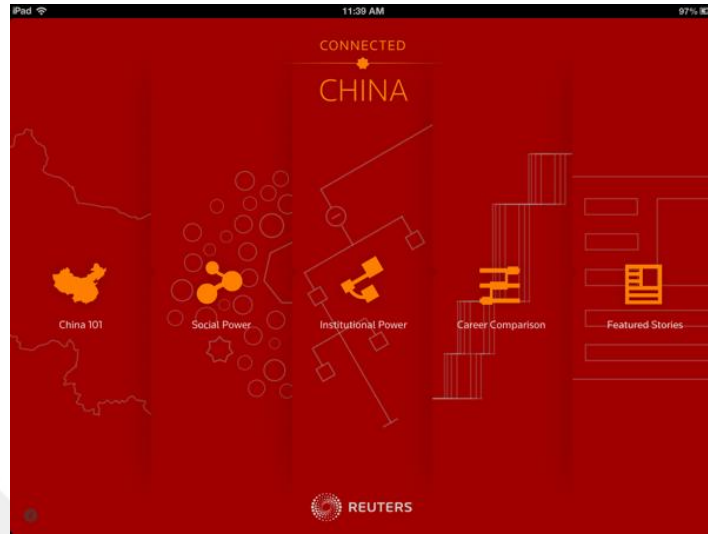 iPad 11:39 AM 97%
CONNECTED
CHINA
China 101 Social Power Institutional Power Career Comparison Featured Stories
REUTERS